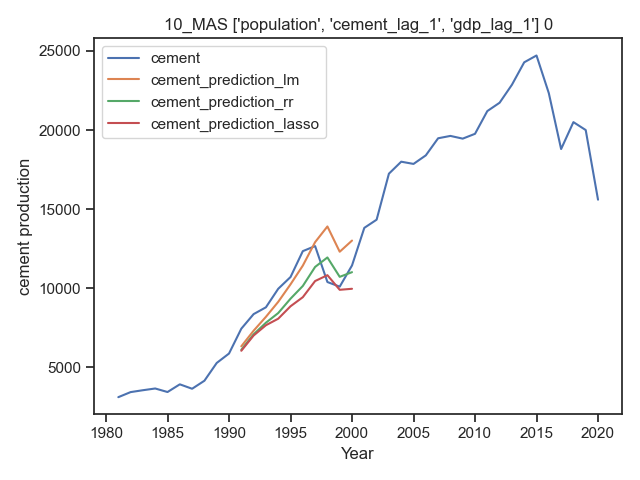 10_MAS ['population', 'cement_lag_1', 'gdp_lag_1'] 0
cement
cement_prediction_lm
cement_prediction_rr
cement_prediction_lasso
cement production
25000
20000
15000
10000
5000
1980 1985 1990 1995 2000 2005 2010 2015 2020
Year